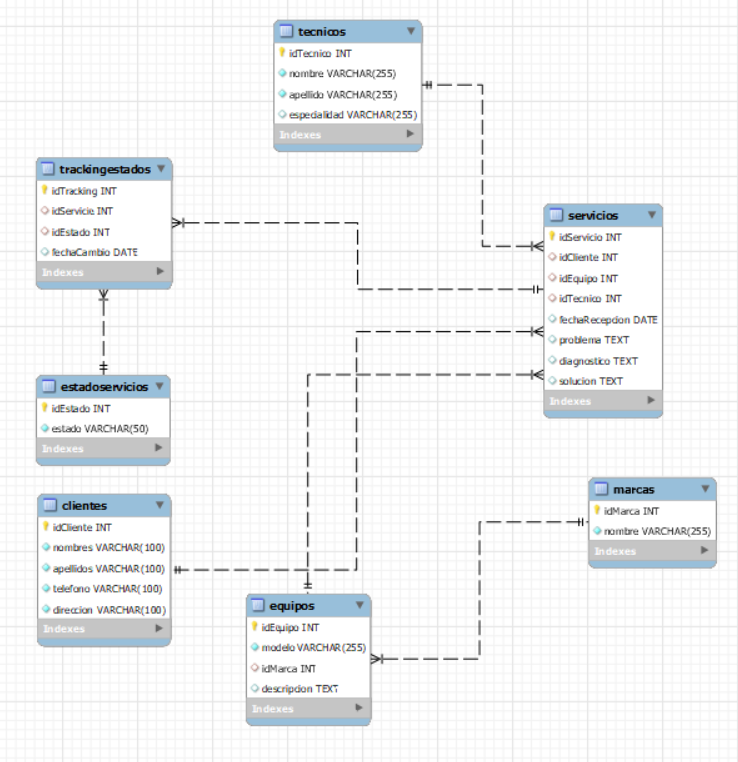 tecnicos
idTecnico INT
nombre VARCHAR(255)
apellido VARCHAR(255)
especialidad VARCHAR(255)
Indexes
trackingestados
idTracking INT
idServicio INT
idEstado INT
fechaCambio DATE
Indexes
servicios
idServicio INT
idCliente INT
idEquipo INT
idTecnico INT
fechaRecepcion DATE
problema TEXT
diagnostico TEXT
solucion TEXT
Indexes
estadoservicios
idEstado INT
estado VARCHAR(50)
Indexes
clientes
idCliente INT
nombres VARCHAR(100)
apellidos VARCHAR(100)
telefono VARCHAR(100)
direccion VARCHAR(100)
Indexes
marcas
idMarca INT
nombre VARCHAR(255)
Indexes
equipos
idEquipo INT
modelo VARCHAR(255)
idMarca INT
descripcion TEXT
Indexes